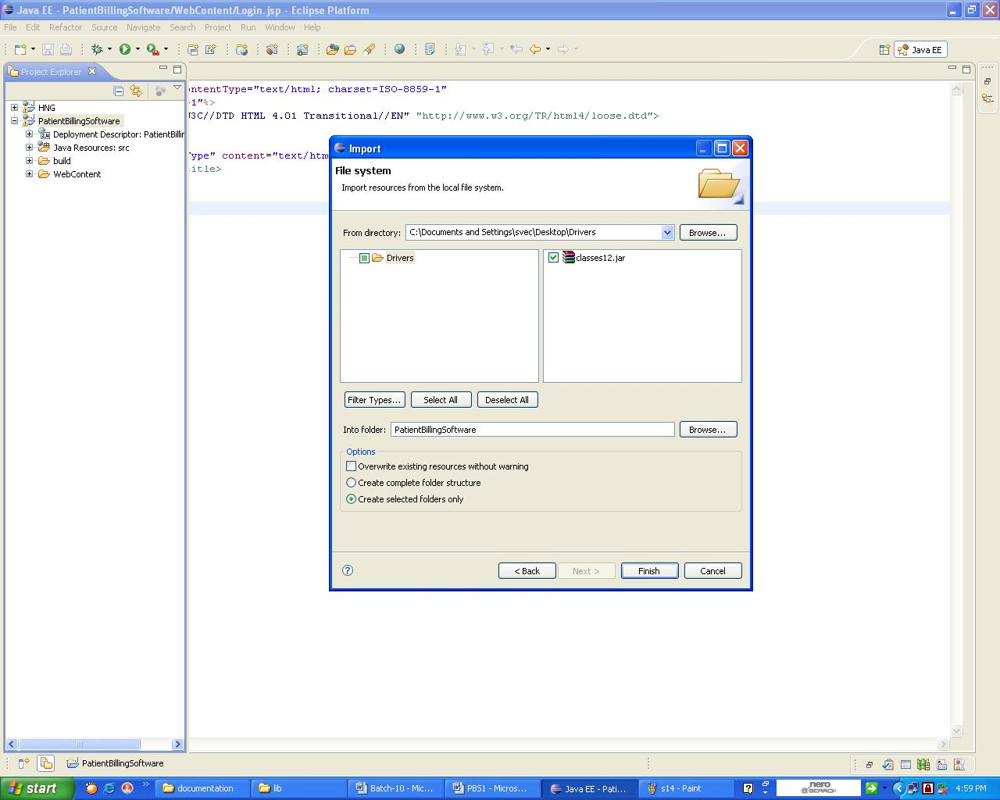 Java EE - PatientBillingSoftware/WebContent/Login.jsp - Eclipse Platform
File Edit Refactor Source Navigate Search Project Run Window Help
Java EE
Project Explorer
ontentType="text/html; charset=ISO-8859-1"
-1"%>
W3C//DTD HTML 4.01 Transitional//EN" "http://www.w3.org/TR/html4/loose.dtd">
Type" content="text/htm
itle>
HNG
PatientBillingSoftware
Deployment Descriptor: PatientBillin
Java Resources: src
build
WebContent
Import
File system
Import resources from the local file system.
From directory: C:\Documents and Settings\svec\Desktop\Drivers Browse...
Drivers
classes12.jar
Filter Types... Select All Deselect All
Into folder: PatientBillingSoftware Browse...
Options
Overwrite existing resources without warning
Create complete folder structure
Create selected folders only
? < Back Next > Finish Cancel
PatientBillingSoftware
start documentation lib Batch-10 - Mic... PBS1 - Micros... Java EE - Pati... s14 - Paint nero SEARCH 4:59 PM